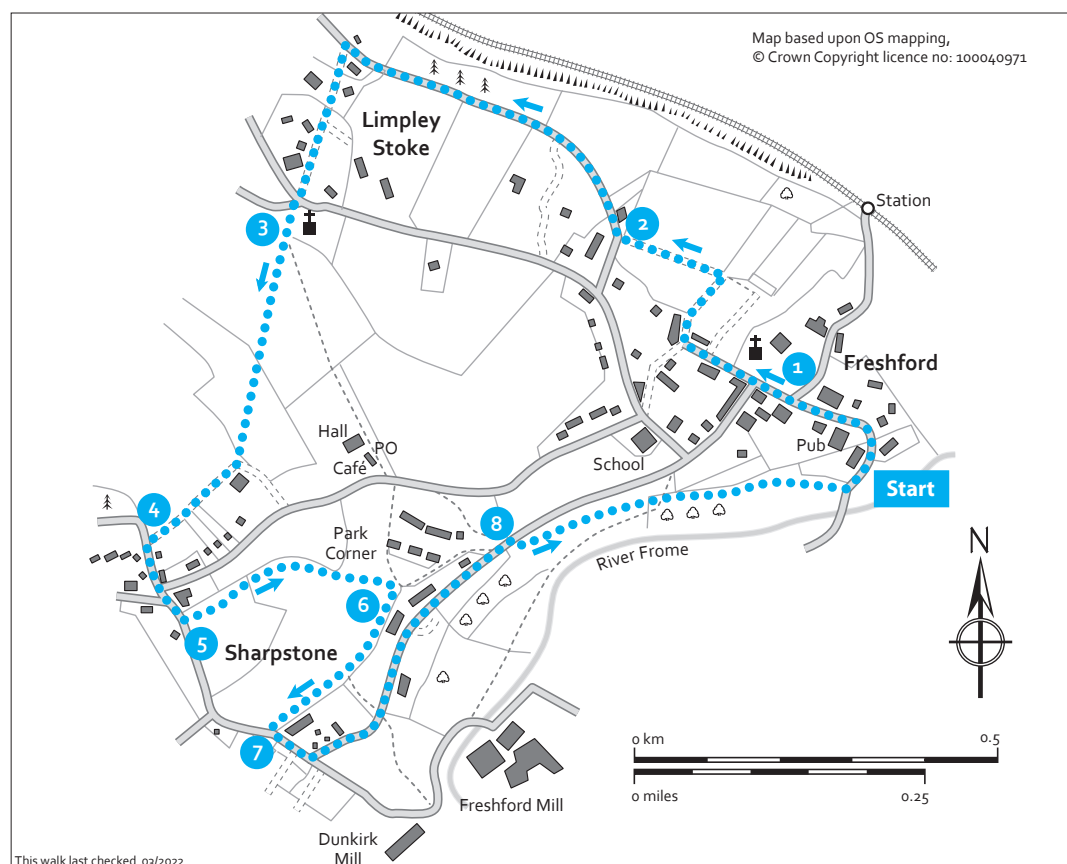 Map based upon OS mapping,
© Crown Copyright licence no: 100040971
Limpley
Stoke
Station
2
3
1
Freshford
Pub
Hall
PO
Café
School
Start
4
8
Park
Corner
River Frome
N
6
5
Sharpstone
7
0 km
0.5
0 miles
0.25
Freshford Mill
Dunkirk
Mill
This walk last checked 03/2022